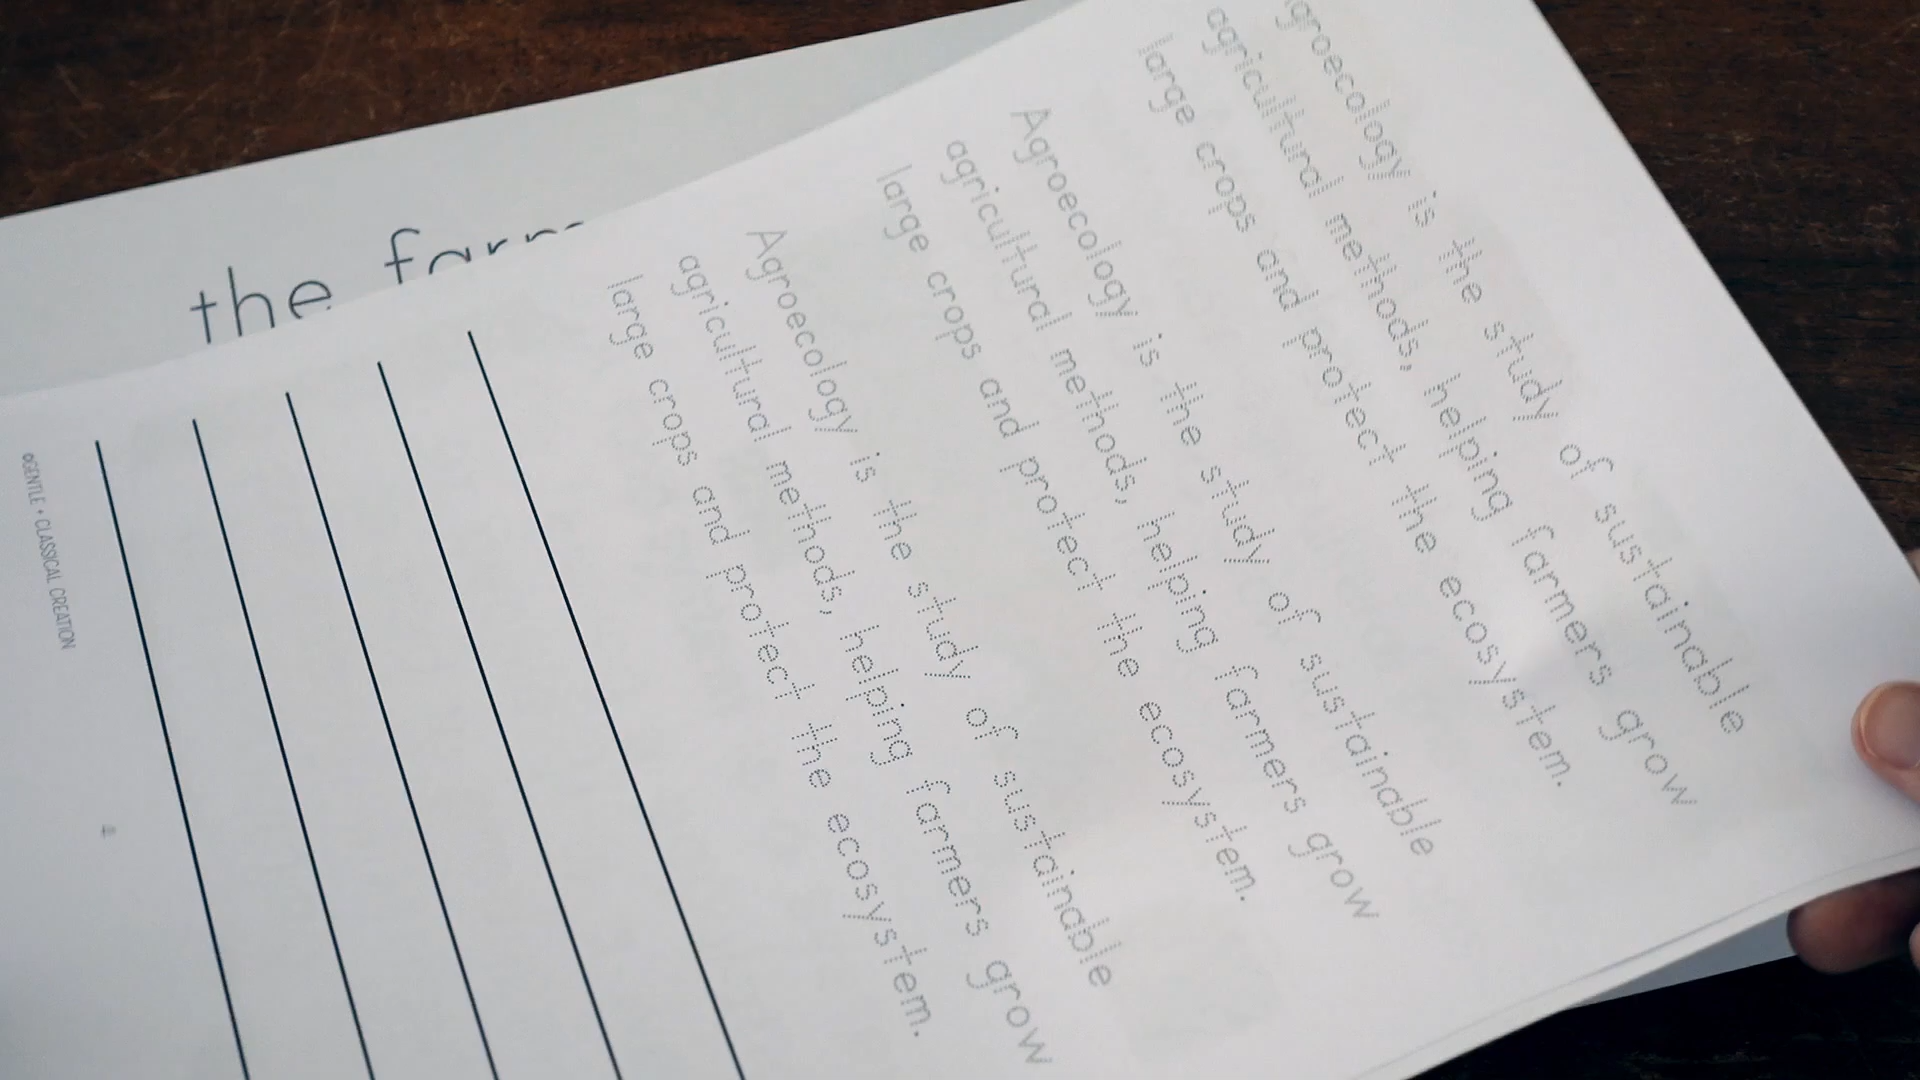 the farm
groecology is the study of sustainable
agricultural methods, helping farmers grow
large crops and protect the ecosystem.
Agroecology is the study of sustainable
agricultural methods, helping farmers grow
large crops and protect the ecosystem.
Agroecology is the study of sustainable
agricultural methods, helping farmers grow
large crops and protect the ecosystem.
©GENTLE + CLASSICAL CREATION
4